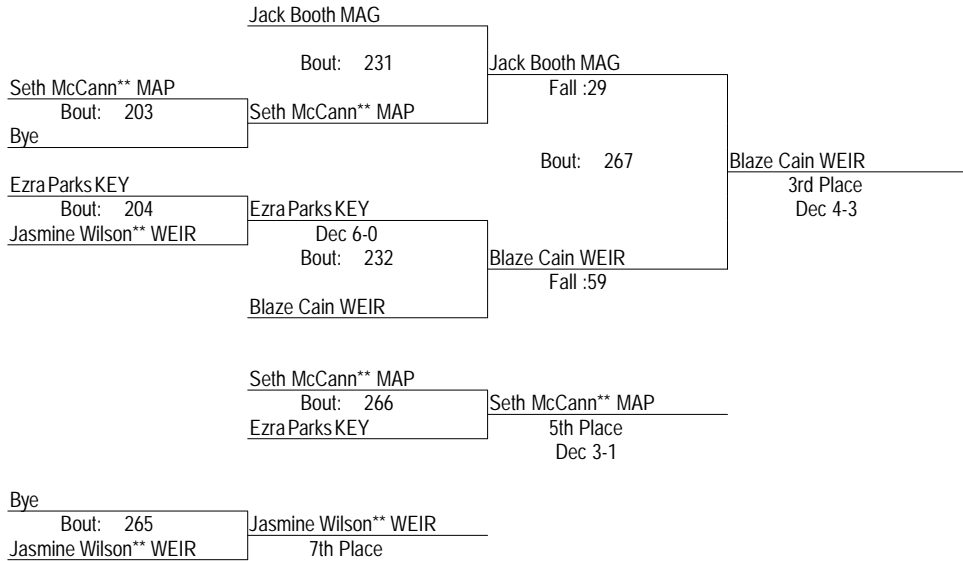 Jack Booth MAG
Bout: 231
Jack Booth MAG
Fall :29
Seth McCann** MAP
Bout: 203
Seth McCann** MAP
Bye
Bout: 267
Blaze Cain WEIR
3rd Place
Dec 4-3
Ezra Parks KEY
Bout: 204
Ezra Parks KEY
Jasmine Wilson** WEIR
Dec 6-0
Bout: 232
Blaze Cain WEIR
Fall :59
Blaze Cain WEIR
Seth McCann** MAP
Bout: 266
Seth McCann** MAP
Ezra Parks KEY
5th Place
Dec 3-1
Bye
Bout: 265
Jasmine Wilson** WEIR
Jasmine Wilson** WEIR
7th Place